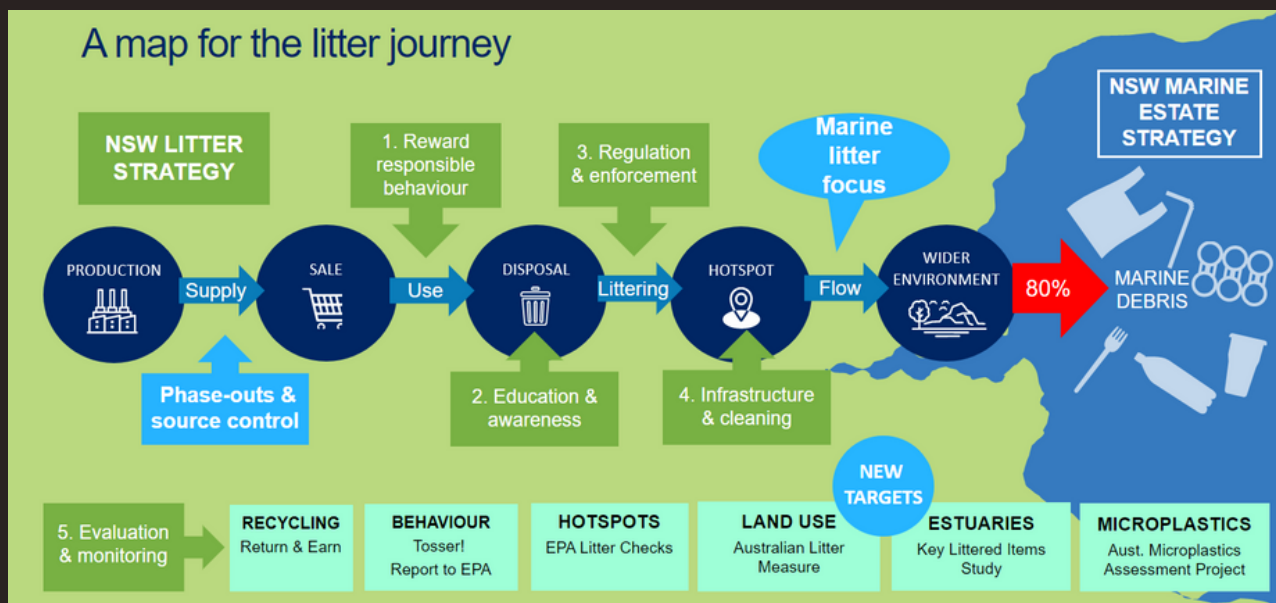 A map for the litter journey
NSW LITTER
STRATEGY
1. Reward
responsible
behaviour
3. Regulation
& enforcement
Marine
litter
focus
NSW MARINE
ESTATE
STRATEGY
PRODUCTION
Supply
SALE
Use
DISPOSAL
Littering
HOTSPOT
Flow
WIDER
ENVIRONMENT
80%
MARINE
DEBRIS
Phase-outs &
source control
2. Education &
awareness
4. Infrastructure
& cleaning
NEW
TARGETS
5. Evaluation
& monitoring
RECYCLING
Return & Earn
BEHAVIOUR
Tosser!
Report to EPA
HOTSPOTS
EPA Litter Checks
LAND USE
Australian Litter
Measure
ESTUARIES
Key Littered Items
Study
MICROPLASTICS
Aust. Microplastics
Assessment Project